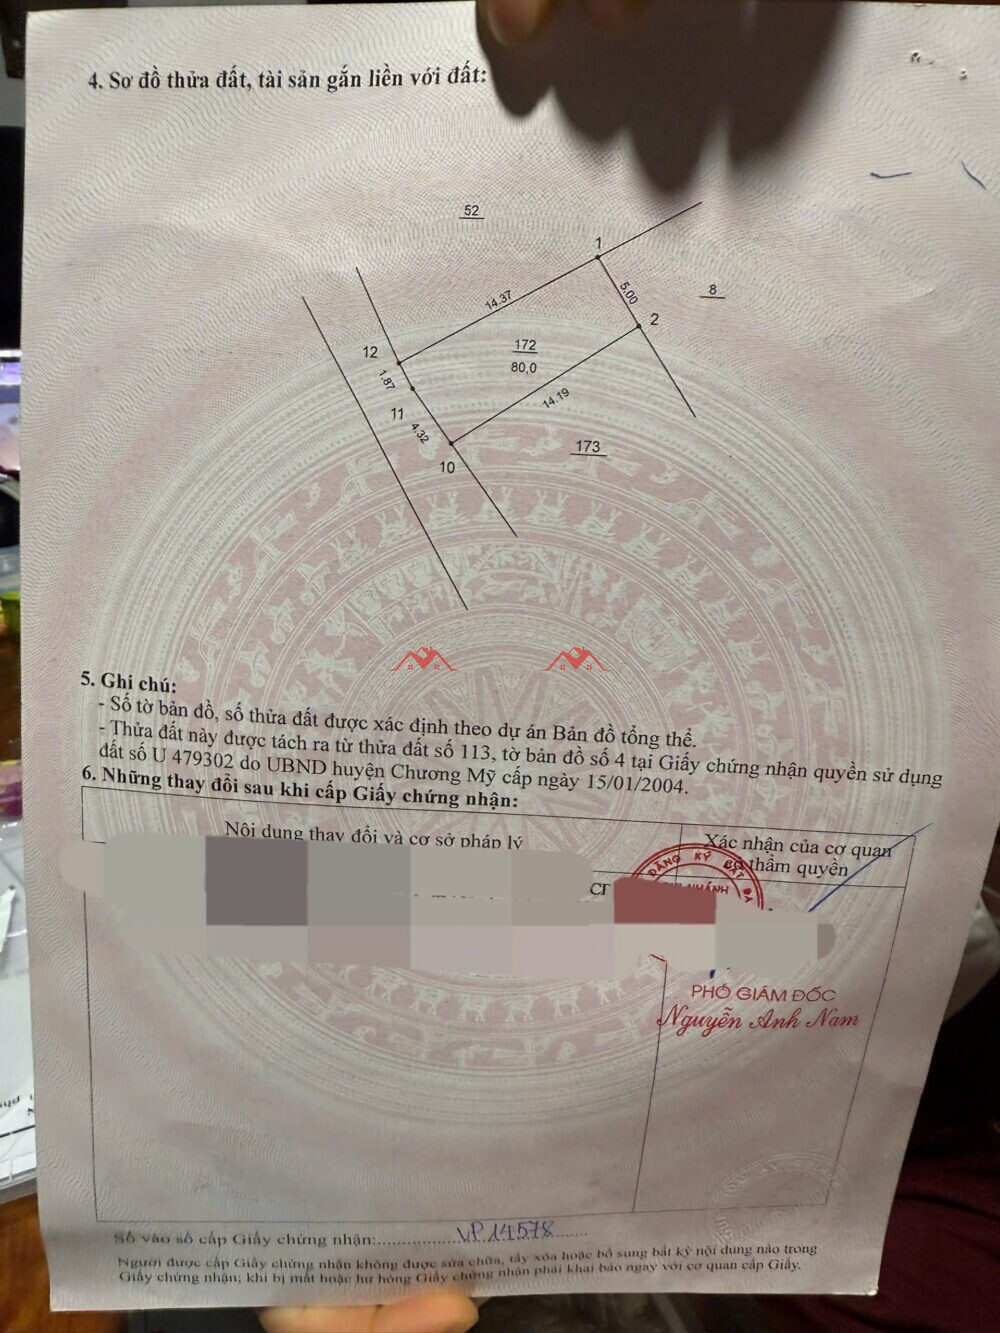 4. Sơ đồ thửa đất, tài sản gắn liền với đất:
52
1
8
14.37
5.00
2
172
80,0
12
1.87
14.19
11
4.32
173
10
5. Ghi chú:
- Số tờ bản đồ, số thửa đất được xác định theo dự án Bản đồ tổng thể.
- Thửa đất này được tách ra từ thửa đất số 113, tờ bản đồ số 4 tại Giấy chứng nhận quyền sử dụng
đất số U 479302 do UBND huyện Chương Mỹ cấp ngày 15/01/2004.
6. Những thay đổi sau khi cấp Giấy chứng nhận:
Nội dung thay đổi và cơ sở pháp lý
Xác nhận của cơ quan
có thẩm quyền
ĐĂNG KÝ ĐẤT ĐA
NHÁNH
PHÓ GIÁM ĐỐC
Nguyễn Anh Nam
Số vào sổ cấp Giấy chứng nhận: VP.14578
Người được cấp Giấy chứng nhận không được sửa chữa, tẩy xóa hoặc bổ sung bất kỳ nội dung nào trong
Giấy chứng nhận; khi bị mất hoặc hư hỏng Giấy chứng nhận phải khai báo ngay với cơ quan cấp Giấy.